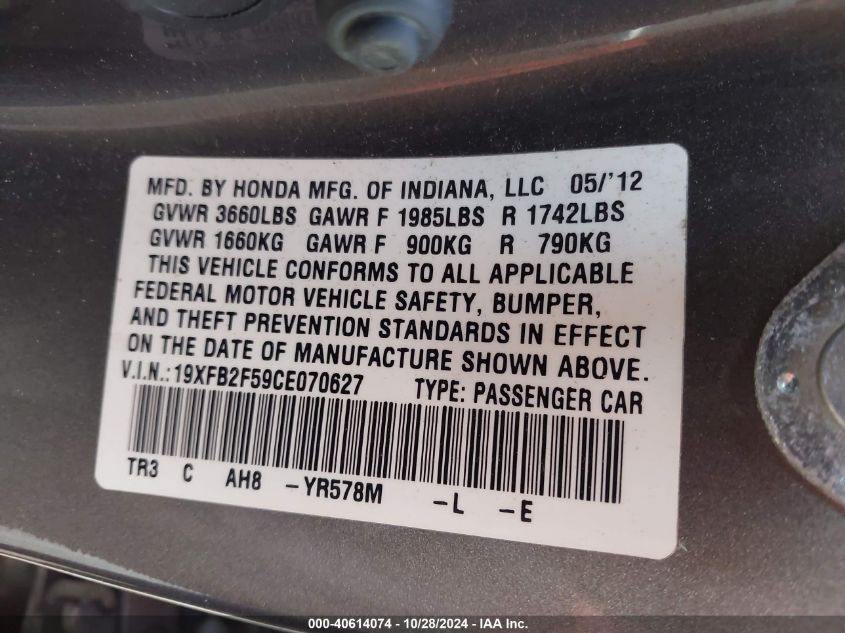 MFD. BY HONDA MFG. OF INDIANA, LLC 05/'12
GVWR 3660LBS GAWR F 1985LBS R 1742LBS
GVWR 1660KG GAWR F 900KG R 790KG
THIS VEHICLE CONFORMS TO ALL APPLICABLE
FEDERAL MOTOR VEHICLE SAFETY, BUMPER,
AND THEFT PREVENTION STANDARDS IN EFFECT
ON THE DATE OF MANUFACTURE SHOWN ABOVE.
V.I.N.:19XFB2F59CE070627 TYPE: PASSENGER CAR
TR3 C AH8 -YR578M -L -E
000-40614074 | 10/28/2024 - IAA Inc.